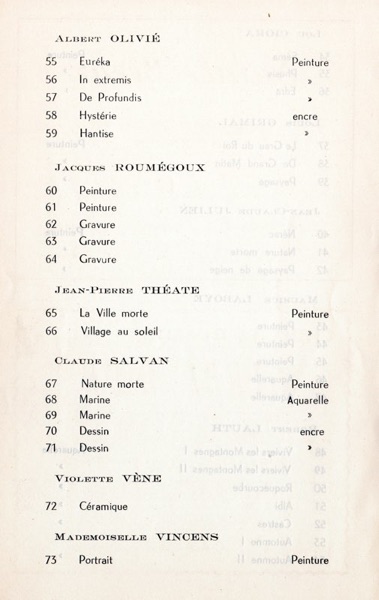 Albert OLIVIÉ
55 Euréka Peinture
56 In extremis »
57 De Profundis »
58 Hystérie encre
59 Hantise »
Jacques ROUMÉGOUX
60 Peinture
61 Peinture
62 Gravure
63 Gravure
64 Gravure
Jean-Pierre THÉATE
65 La Ville morte Peinture
66 Village au soleil »
Claude SALVAN
67 Nature morte Peinture
68 Marine Aquarelle
69 Marine »
70 Dessin encre
71 Dessin »
Violette VÈNE
72 Céramique
Mademoiselle VINCENS
73 Portrait Peinture